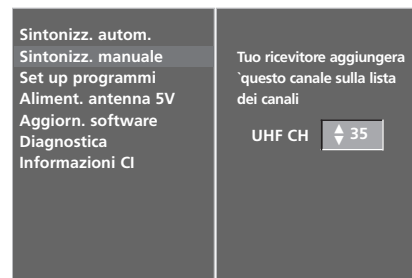 Sintonizz. autom.
Sintonizz. manuale
Set up programmi
Aliment. antenna 5V
Aggiorn. software
Diagnostica
Informazioni CI
Tuo ricevitore aggiungera
`questo canale sulla lista
dei canali
UHF CH 35